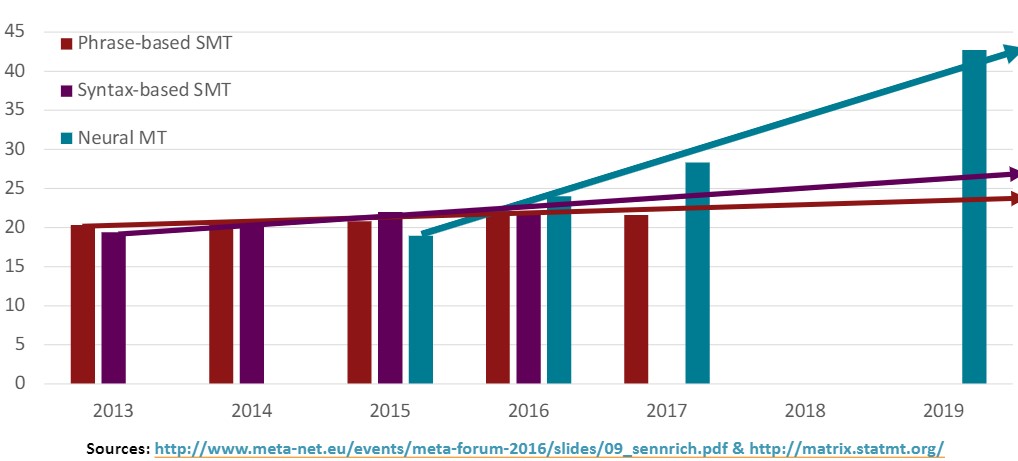 45
Phrase-based SMT
40
Syntax-based SMT
35
Neural MT
30
25
20
15
10
5
0
2013 2014 2015 2016 2017 2018 2019
Sources: http://www.meta-net.eu/events/meta-forum-2016/slides/09_sennrich.pdf & http://matrix.statmt.org/